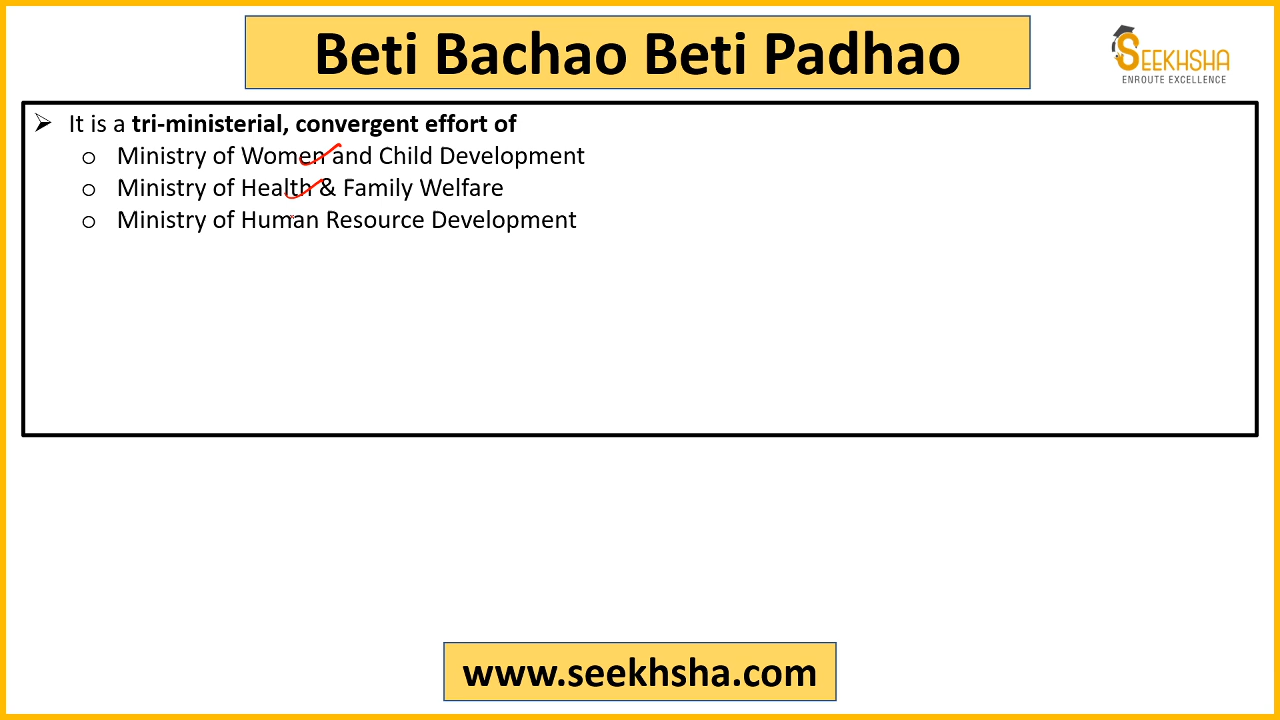 Beti Bachao Beti Padhao
SEEKHSHA
ENROUTE EXCELLENCE
It is a tri-ministerial, convergent effort of
Ministry of Women and Child Development
Ministry of Health & Family Welfare
Ministry of Human Resource Development
www.seekhsha.com